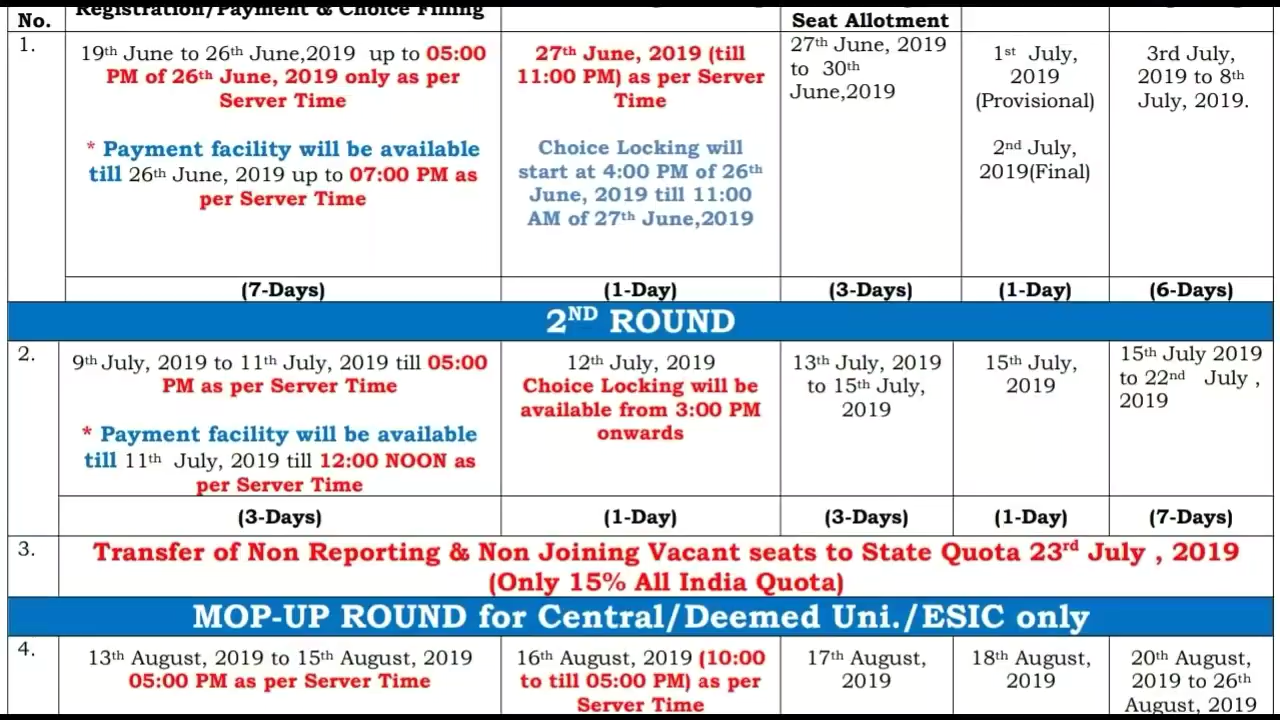 Registration/Payment & Choice Filing
No.
Seat Allotment
1.
19th June to 26th June,2019 up to 05:00
PM of 26th June, 2019 only as per
Server Time
* Payment facility will be available
till 26th June, 2019 up to 07:00 PM as
per Server Time
27th June, 2019 (till
11:00 PM) as per Server
Time
Choice Locking will
start at 4:00 PM of 26th
June, 2019 till 11:00
AM of 27th June,2019
27th June, 2019
to 30th
June,2019
1st July,
2019
(Provisional)
2nd July,
2019(Final)
3rd July,
2019 to 8th
July, 2019.
(7-Days)
(1-Day)
(3-Days)
(1-Day)
(6-Days)
2ND ROUND
2.
9th July, 2019 to 11th July, 2019 till 05:00
PM as per Server Time
* Payment facility will be available
till 11th July, 2019 till 12:00 NOON as
per Server Time
12th July, 2019
Choice Locking will be
available from 3:00 PM
onwards
13th July, 2019
to 15th July,
2019
15th July,
2019
15th July 2019
to 22nd July ,
2019
(3-Days)
(1-Day)
(3-Days)
(1-Day)
(7-Days)
3.
Transfer of Non Reporting & Non Joining Vacant seats to State Quota 23rd July , 2019
(Only 15% All India Quota)
MOP-UP ROUND for Central/Deemed Uni./ESIC only
4.
13th August, 2019 to 15th August, 2019
05:00 PM as per Server Time
16th August, 2019 (10:00
to till 05:00 PM) as per
Server Time
17th August,
2019
18th August,
2019
20th August,
2019 to 26th
August, 2019